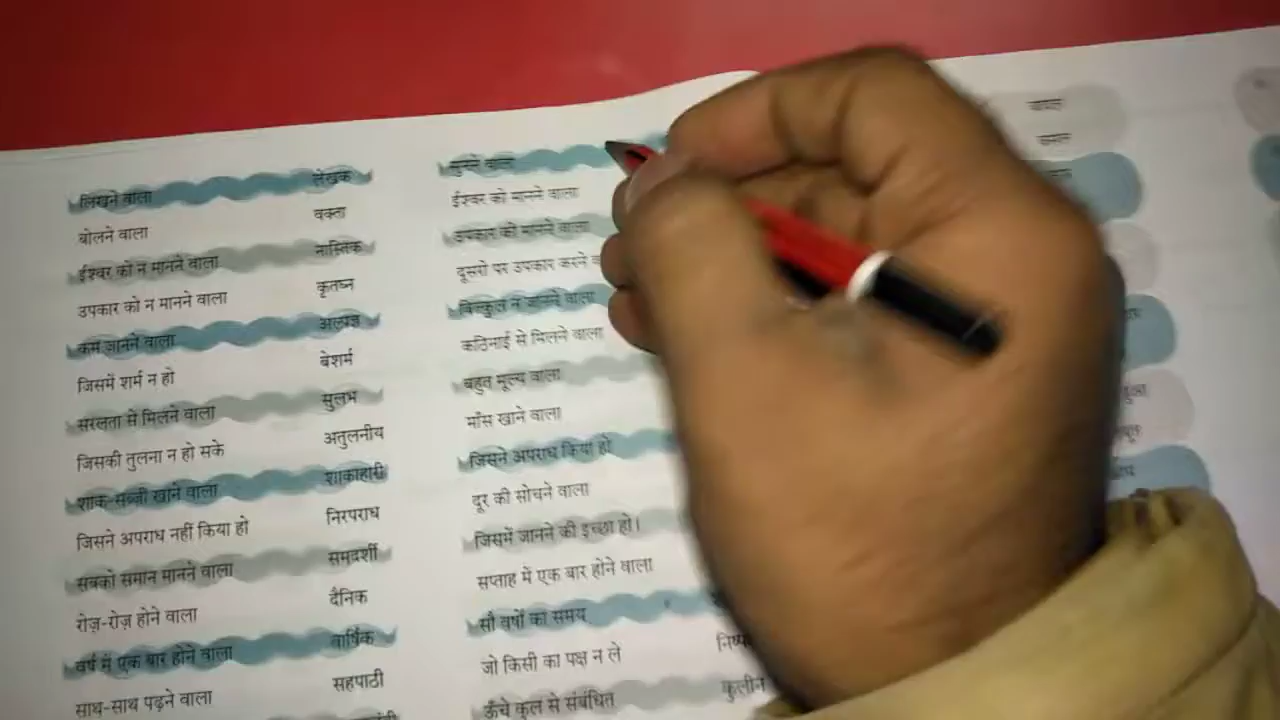 लिखने वाला लेखक
बोलने वाला वक्ता
ईश्वर को न मानने वाला नास्तिक
उपकार को न मानने वाला कृतघ्न
कम जानने वाला अल्पज्ञ
जिसमें शर्म न हो बेशर्म
सरलता से मिलने वाला सुलभ
जिसकी तुलना न हो सके अतुलनीय
शाक-सब्ज़ी खाने वाला शाकाहारी
जिसने अपराध नहीं किया हो निरपराध
सबको समान मानने वाला समदर्शी
रोज़-रोज़ होने वाला दैनिक
वर्ष में एक बार होने वाला वार्षिक
साथ-साथ पढ़ने वाला सहपाठी
सुनने वाला
ईश्वर को मानने वाला
उपकार को मानने वाला
दूसरों पर उपकार करने
बिल्कुल न जानने वाला
कठिनाई से मिलने वाला
बहुत मूल्य वाला
माँस खाने वाला
जिसने अपराध किया हो
दूर की सोचने वाला
जिसमें जानने की इच्छा हो।
सप्ताह में एक बार होने वाला
सौ वर्षों का समय
जो किसी का पक्ष न ले
ऊँचे कुल से संबंधित कुलीन